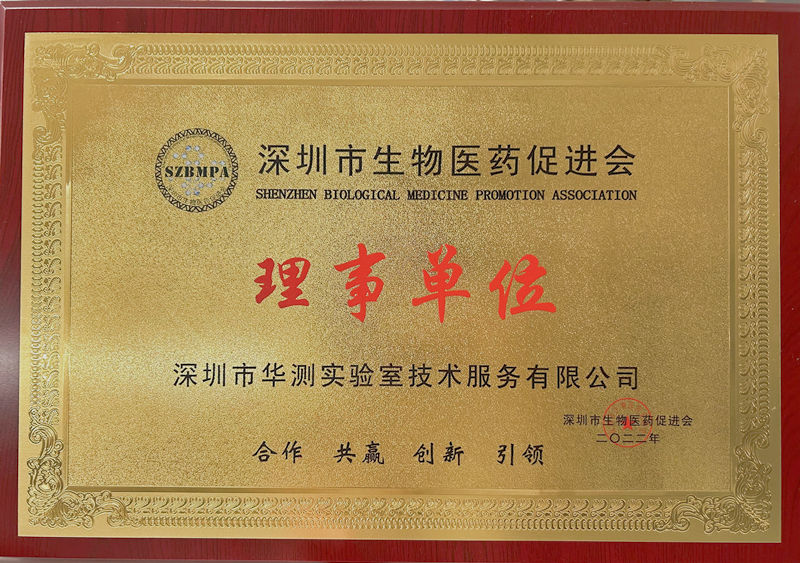 SZBMPA
深圳市生物医药促进会
SHENZHEN BIOLOGICAL MEDICINE PROMOTION ASSOCIATION
理事单位
深圳市华测实验室技术服务有限公司
深圳市生物医药促进会
二〇二二年
合作 共赢 创新 引领